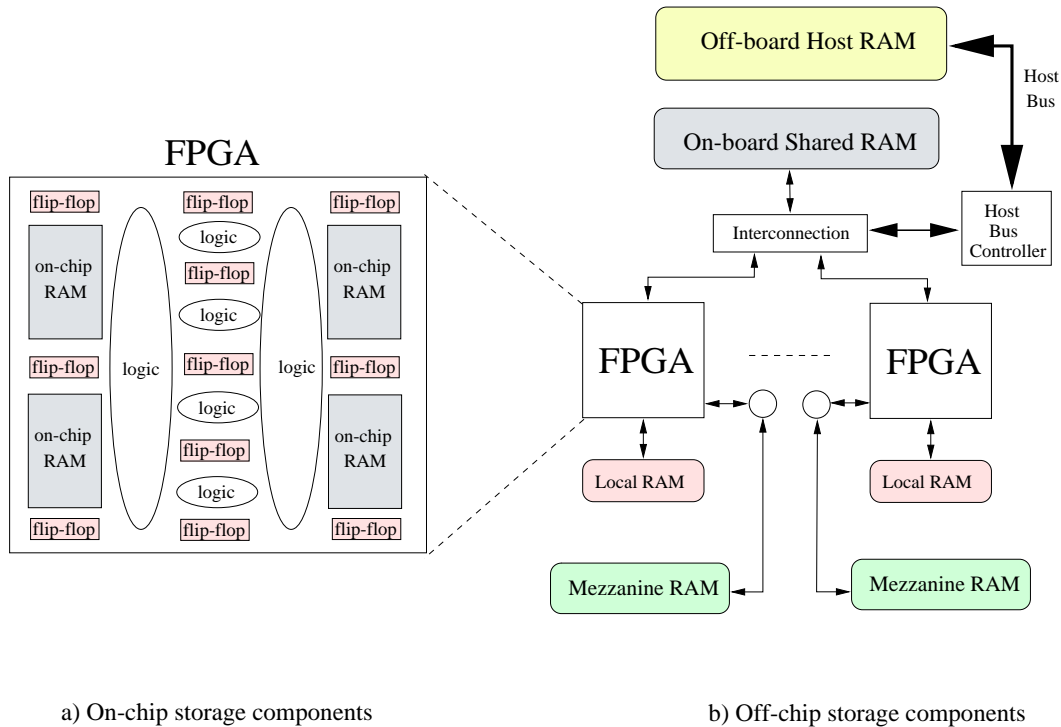 FPGA
flip-flop
flip-flop
flip-flop
on-chip
RAM
logic
on-chip
RAM
flip-flop
logic
flip-flop
logic
flip-flop
logic
flip-flop
logic
on-chip
RAM
flip-flop
on-chip
RAM
logic
flip-flop
flip-flop
flip-flop
a) On-chip storage components
Off-board Host RAM
Host
Bus
On-board Shared RAM
Interconnection
Host
Bus
Controller
FPGA
FPGA
Local RAM
Local RAM
Mezzanine RAM
Mezzanine RAM
b) Off-chip storage components